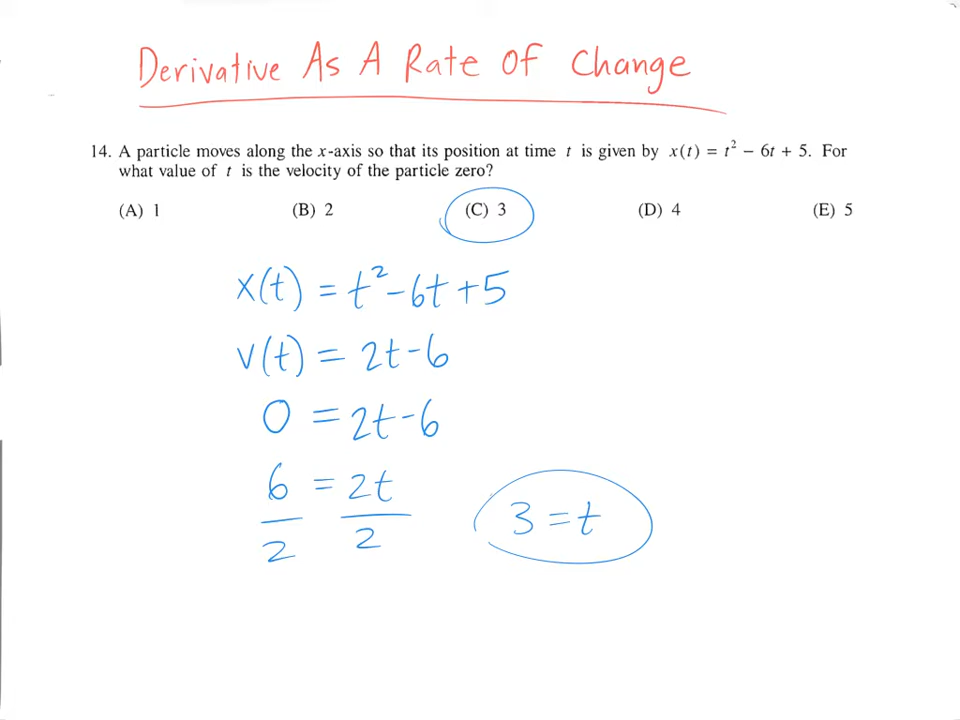 Derivative As A Rate Of Change
14. A particle moves along the x-axis so that its position at time t is given by x(t) = t² − 6t + 5. For
what value of t is the velocity of the particle zero?
(A) 1 (B) 2 (C) 3 (D) 4 (E) 5
x(t) = t² - 6t + 5
v(t) = 2t - 6
0 = 2t - 6
6 = 2t
2 2
3 = t